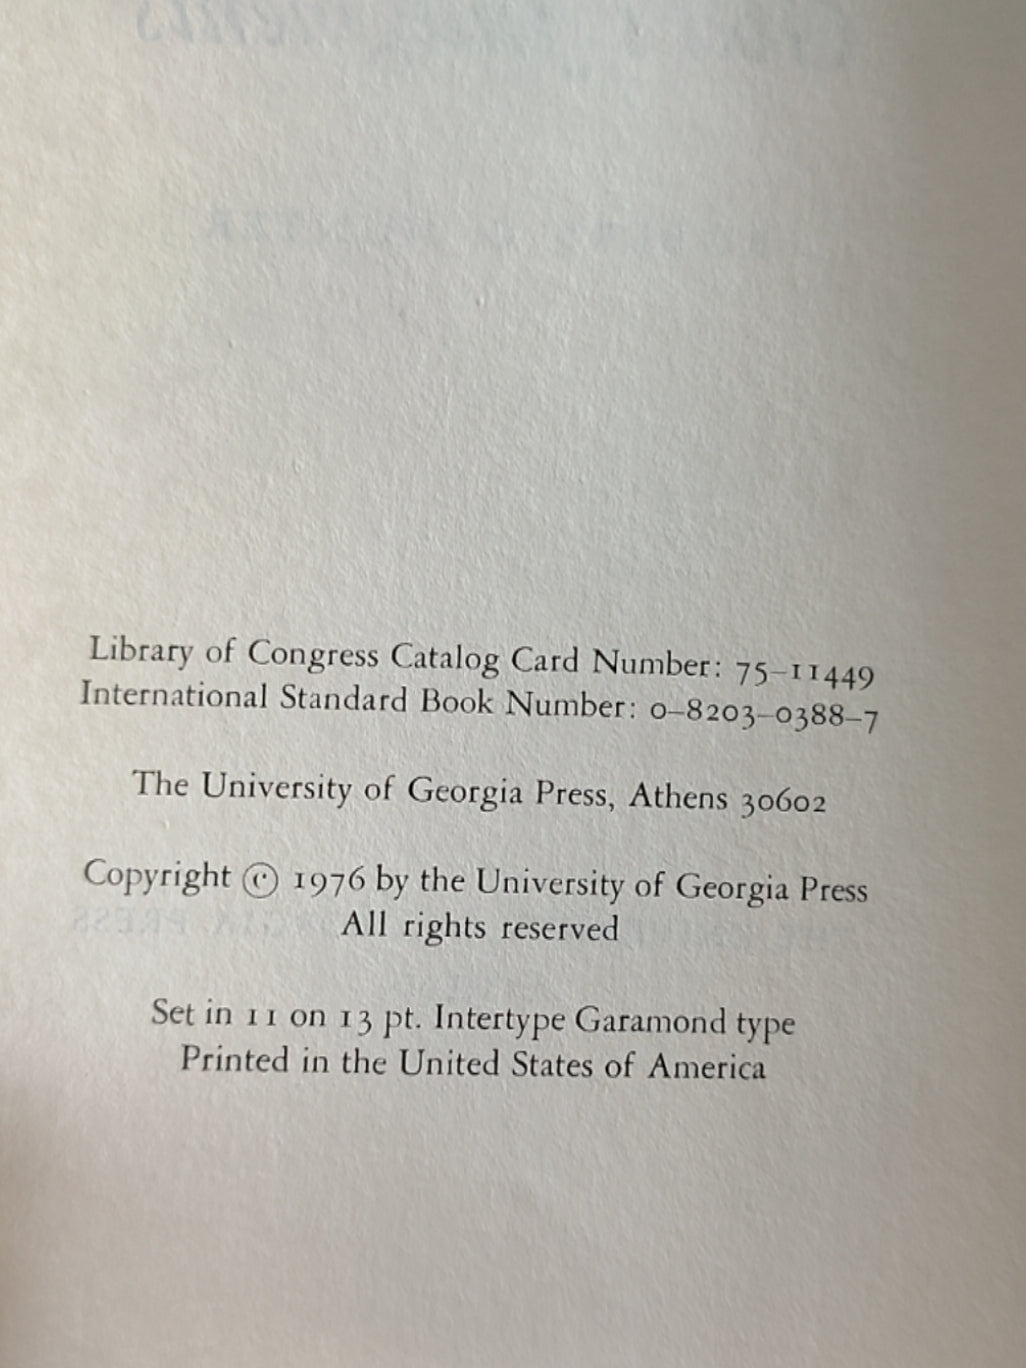 Library of Congress Catalog Card Number: 75–11449
International Standard Book Number: 0–8203–0388–7
The University of Georgia Press, Athens 30602
Copyright © 1976 by the University of Georgia Press
All rights reserved
Set in 11 on 13 pt. Intertype Garamond type
Printed in the United States of America